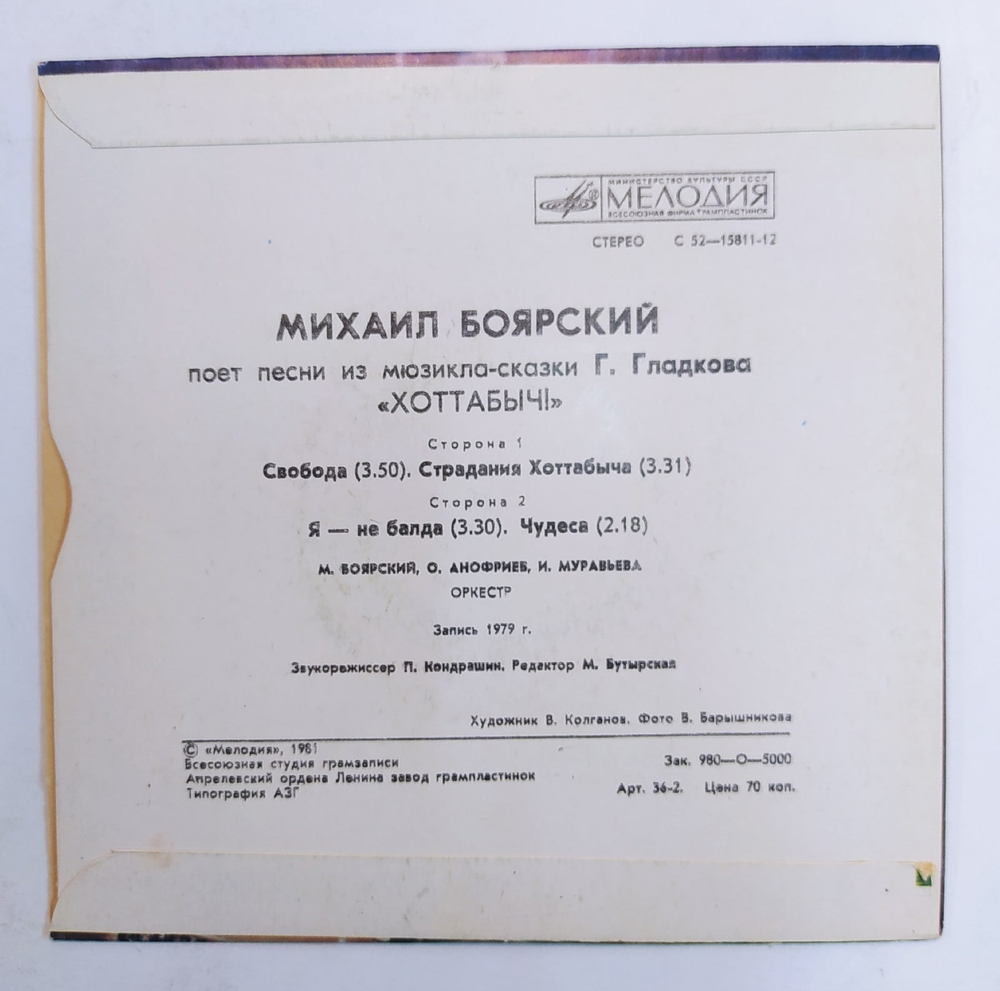 МИНИСТЕРСТВО КУЛЬТУРЫ СССР
МЕЛОДИЯ
ВСЕСОЮЗНАЯ ФИРМА ГРАМПЛАСТИНОК
СТЕРЕО С 52—15811-12
МИХАИЛ БОЯРСКИЙ
поет песни из мюзикла-сказки Г. Гладкова
«ХОТТАБЫЧ!»
Сторона 1
Свобода (3.50). Страдания Хоттабыча (3.31)
Сторона 2
Я — не балда (3.30). Чудеса (2.18)
М. БОЯРСКИЙ, О. АНОФРИЕВ, И. МУРАВЬЕВА
ОРКЕСТР
Запись 1979 г.
Звукорежиссер П. Кондрашин. Редактор М. Бутырская
Художник В. Колганов. Фото В. Барышникова
© «Мелодия», 1981
Всесоюзная студия грамзаписи
Апрелевский ордена Ленина завод грампластинок
Типография АЗГ
Зак. 980—О—5000
Арт. 36-2. Цена 70 коп.